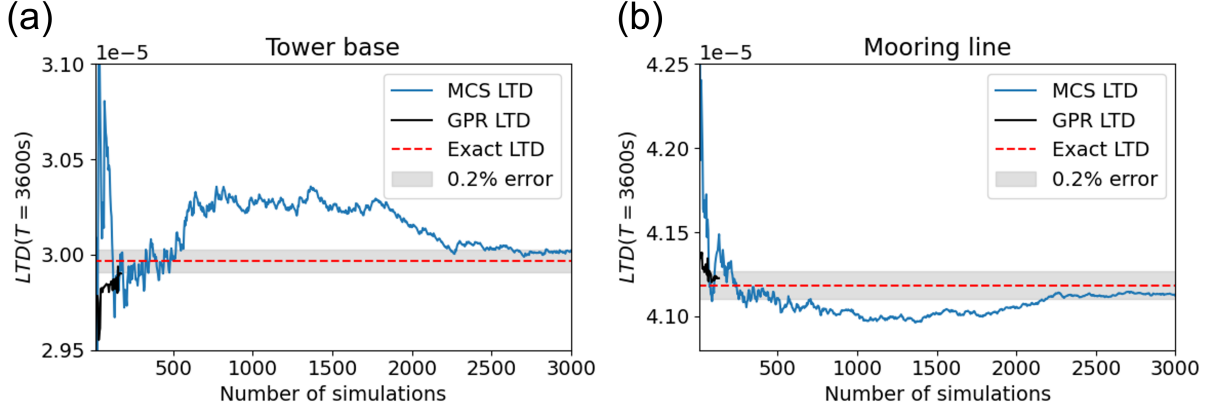 (a)
Tower base
1e−5
3.10
3.05
3.00
2.95
LTD(T = 3600s)
MCS LTD
GPR LTD
Exact LTD
0.2% error
500
1000
1500
2000
2500
3000
Number of simulations
(b)
Mooring line
1e−5
4.25
4.20
4.15
4.10
LTD(T = 3600s)
MCS LTD
GPR LTD
Exact LTD
0.2% error
500
1000
1500
2000
2500
3000
Number of simulations